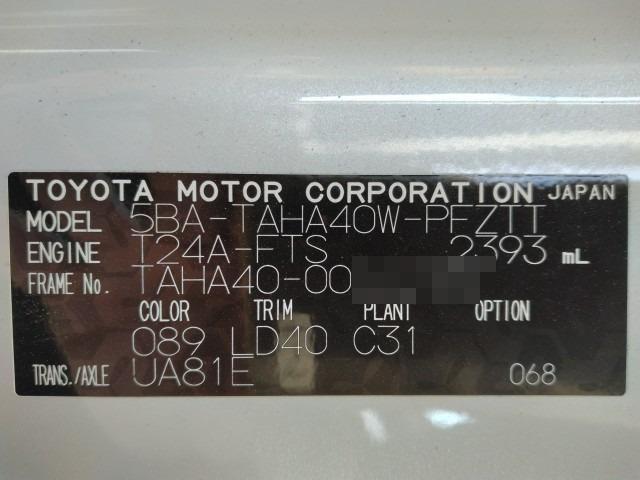 TOYOTA MOTOR CORPORATION JAPAN
MODEL 5BA-TAHA40W-PFZTT
ENGINE T24A-FTS 2393 mL
FRAME No. TAHA40-00
COLOR TRIM PLANT OPTION
089 LD40 C31
TRANS./AXLE UA81E 068